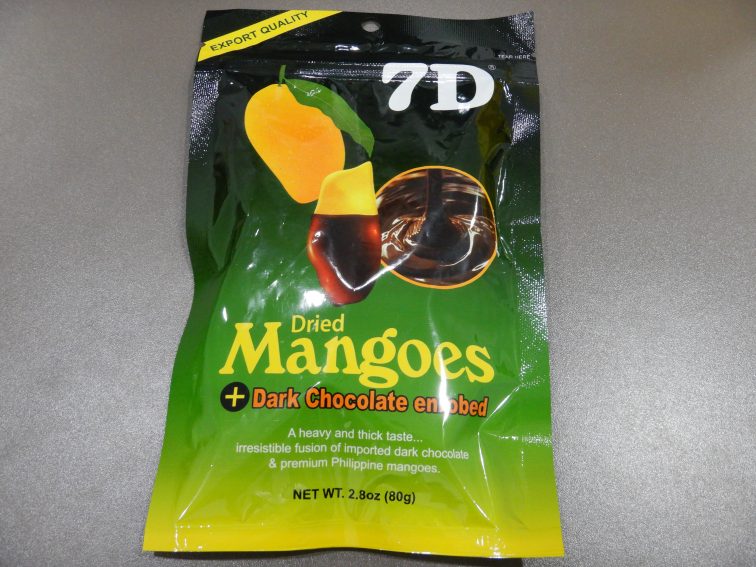 EXPORT QUALITY
TEAR HERE
7D®
Dried
Mangoes
+ Dark Chocolate enrobed
A heavy and thick taste...
irresistible fusion of imported dark chocolate
& premium Philippine mangoes.
NET WT. 2.8oz (80g)